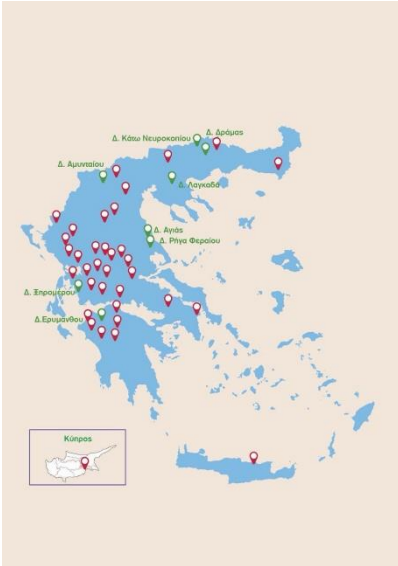 Δ. Κάτω Νευροκοπίου
Δ. Δράμας
Δ. Αμυνταίου
Δ. Λαγκαδά
Δ. Αγιάς
Δ. Ρήγα Φεραίου
Δ. Ξηρομέρου
Δ.Ερυμάνθου
Κύπρος